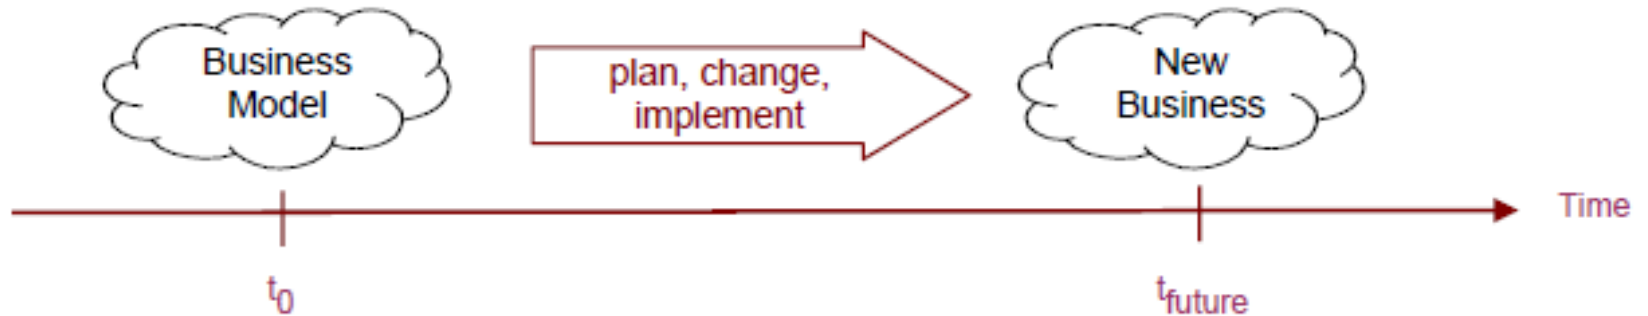 Business
Model
plan, change,
implement
New
Business
Time
t0
tfuture